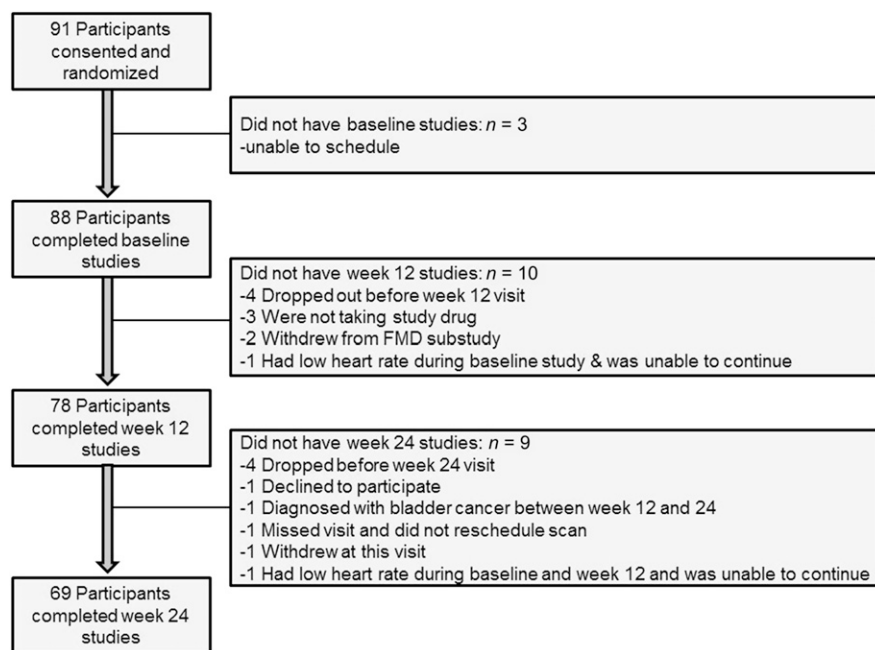 91 Participants
consented and
randomized
Did not have baseline studies: n = 3
-unable to schedule
88 Participants
completed baseline
studies
Did not have week 12 studies: n = 10
-4 Dropped out before week 12 visit
-3 Were not taking study drug
-2 Withdrew from FMD substudy
-1 Had low heart rate during baseline study & was unable to continue
78 Participants
completed week 12
studies
Did not have week 24 studies: n = 9
-4 Dropped before week 24 visit
-1 Declined to participate
-1 Diagnosed with bladder cancer between week 12 and 24
-1 Missed visit and did not reschedule scan
-1 Withdrew at this visit
-1 Had low heart rate during baseline and week 12 and was unable to continue
69 Participants
completed week 24
studies